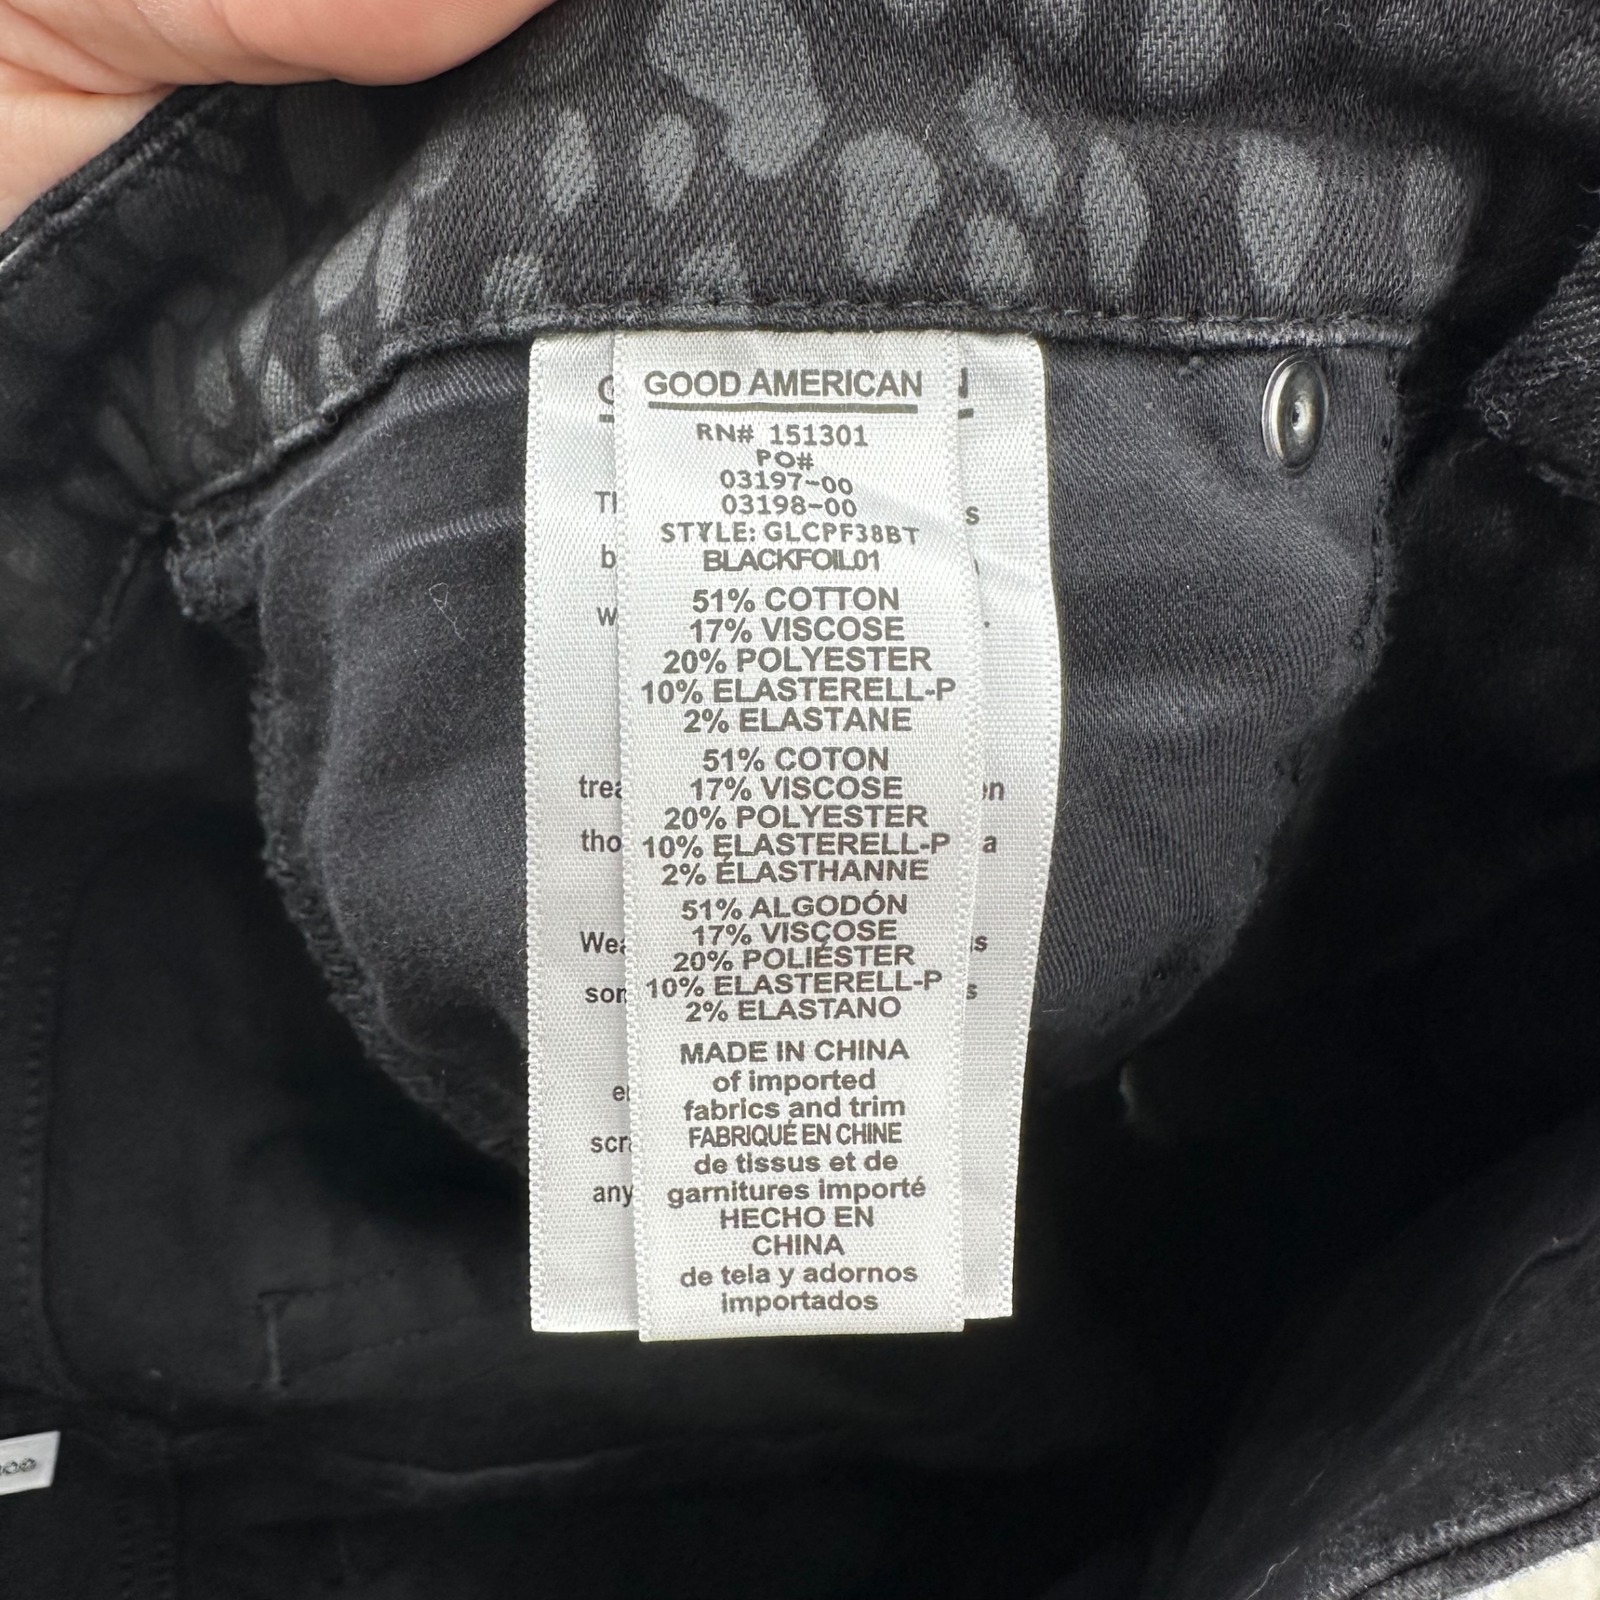 GOOD AMERICAN
RN# 151301
PO#
03197-00
03198-00
STYLE: GLCPF38BT
BLACKFOIL01
51% COTTON
17% VISCOSE
20% POLYESTER
10% ELASTERELL-P
2% ELASTANE
51% COTON
17% VISCOSE
20% POLYESTER
10% ELASTERELL-P
2% ÉLASTHANNE
51% ALGODÓN
17% VISCOSE
20% POLIÉSTER
10% ELASTERELL-P
2% ELASTANO
MADE IN CHINA
of imported
fabrics and trim
FABRIQUÉ EN CHINE
de tissus et de
garnitures importé
HECHO EN
CHINA
de tela y adornos
importados